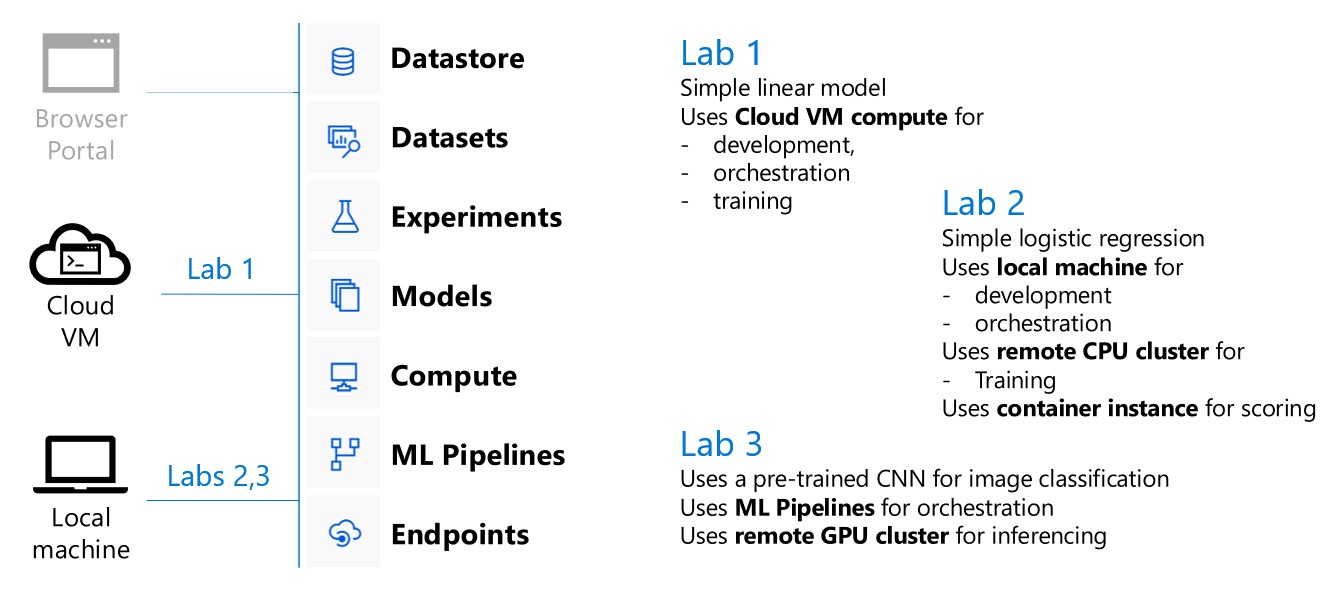 Browser
Portal
Cloud
VM
Local
machine
Lab 1
Labs 2,3
>_
Datastore
Datasets
Experiments
Models
Compute
ML Pipelines
Endpoints
Lab 1
Simple linear model
Uses Cloud VM compute for
- development,
- orchestration
- training
Lab 2
Simple logistic regression
Uses local machine for
- development
- orchestration
Uses remote CPU cluster for
- Training
Uses container instance for scoring
Lab 3
Uses a pre-trained CNN for image classification
Uses ML Pipelines for orchestration
Uses remote GPU cluster for inferencing